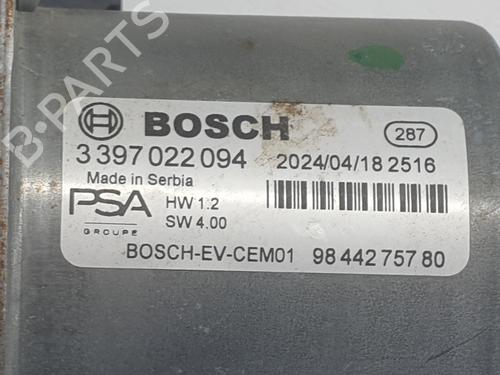 B-PARTS
BOSCH
287
3 397 022 094
2024/04/18 2516
Made in Serbia
PSA
GROUPE
HW 1.2
SW 4.00
BOSCH-EV-CEM01
98 442 757 80